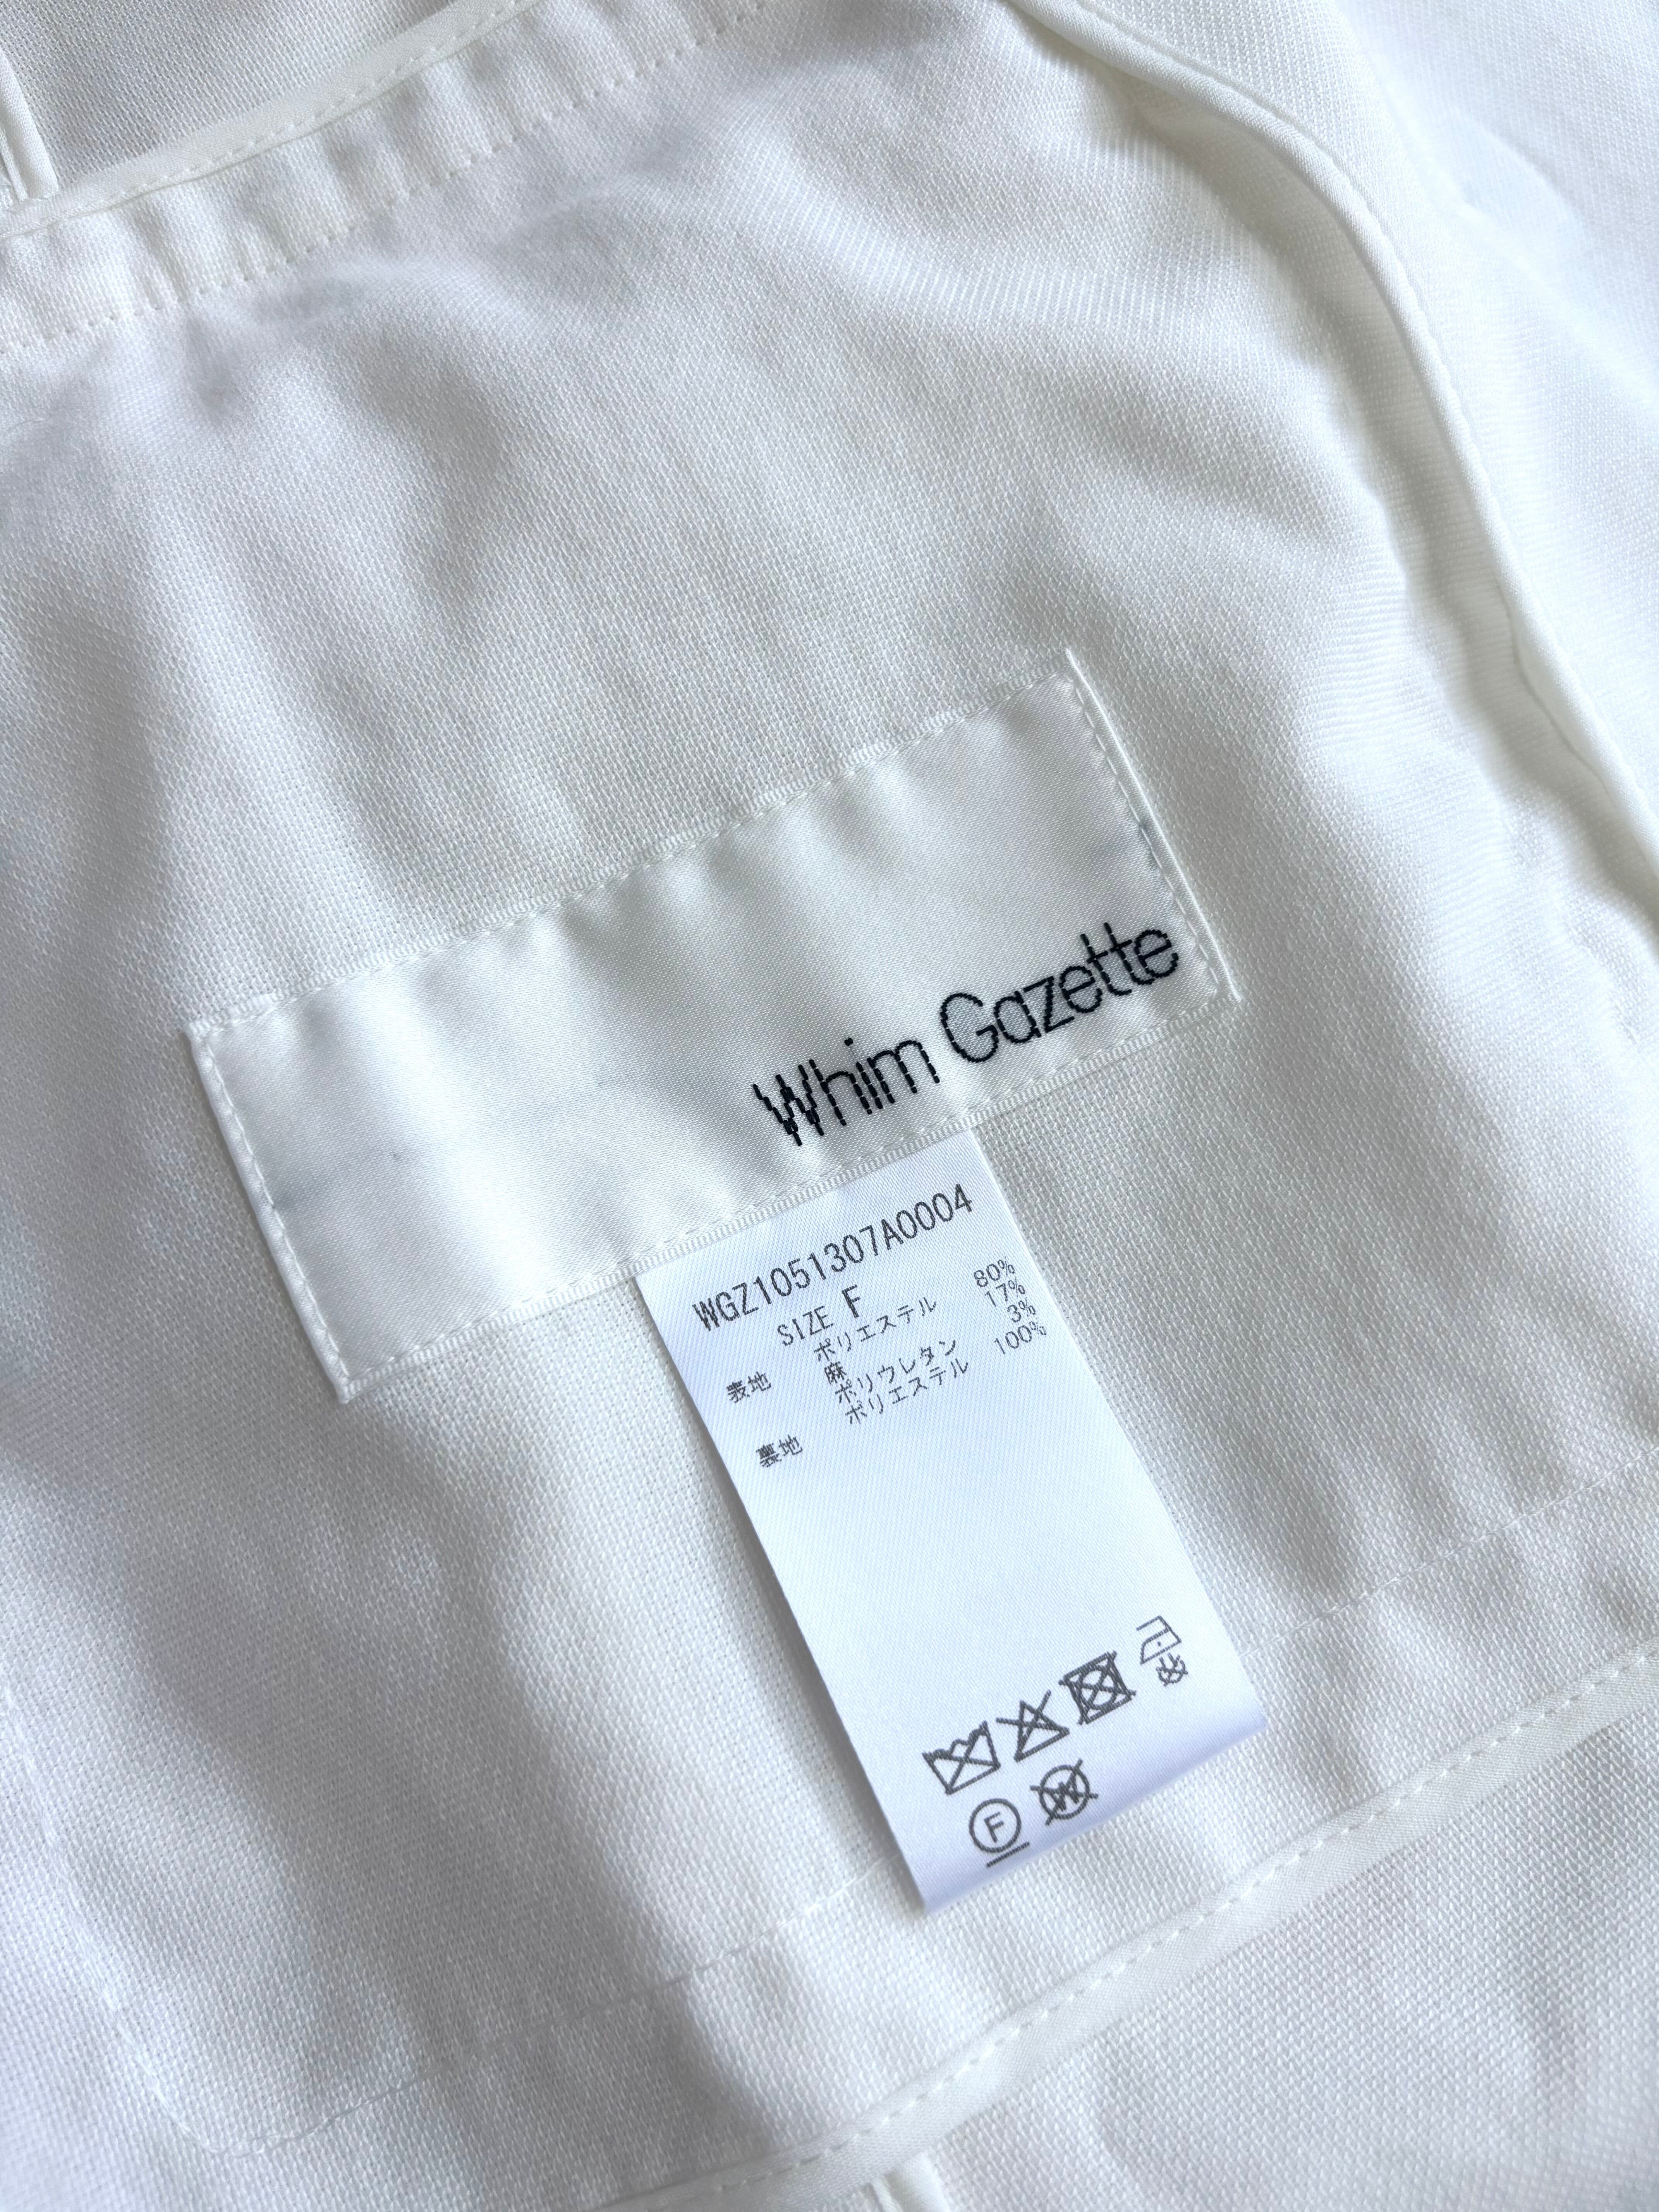 Whim Gazette
WGZ1051307A0004
SIZE F
表地 ポリエステル 80%
麻 17%
ポリウレタン 3%
裏地 ポリエステル 100%
F
W